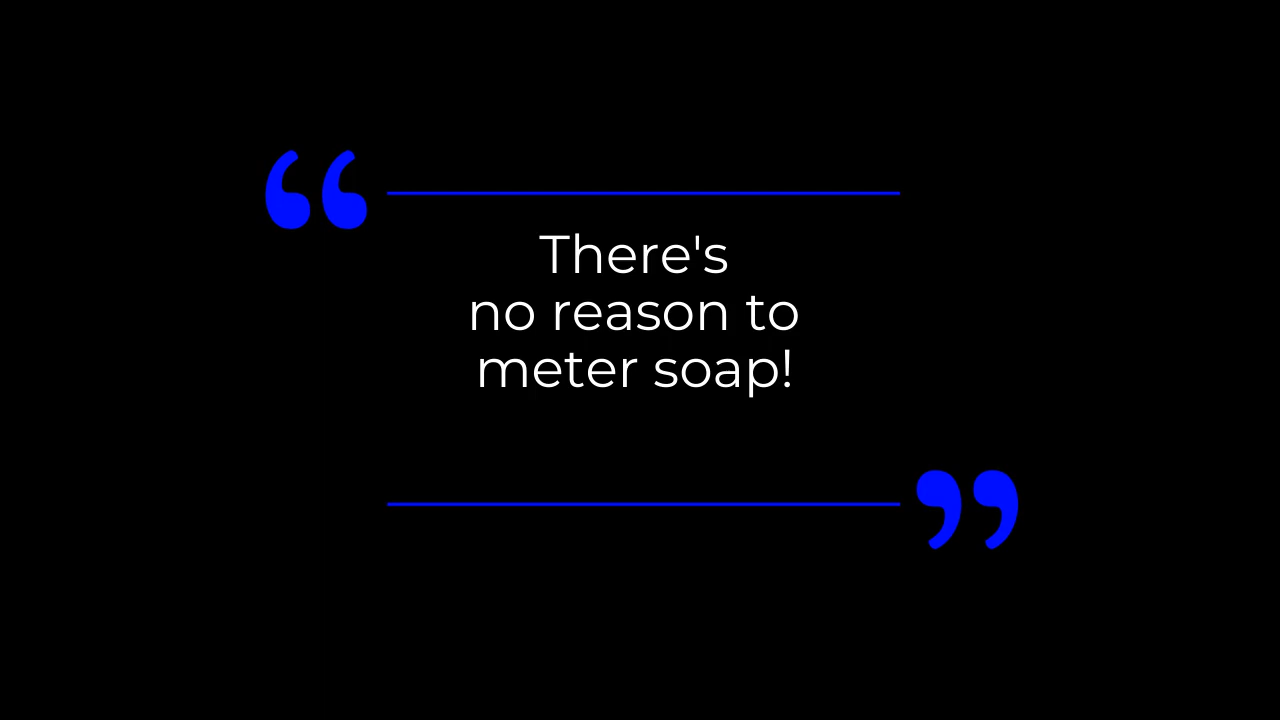 “
There's
no reason to
meter soap!
”